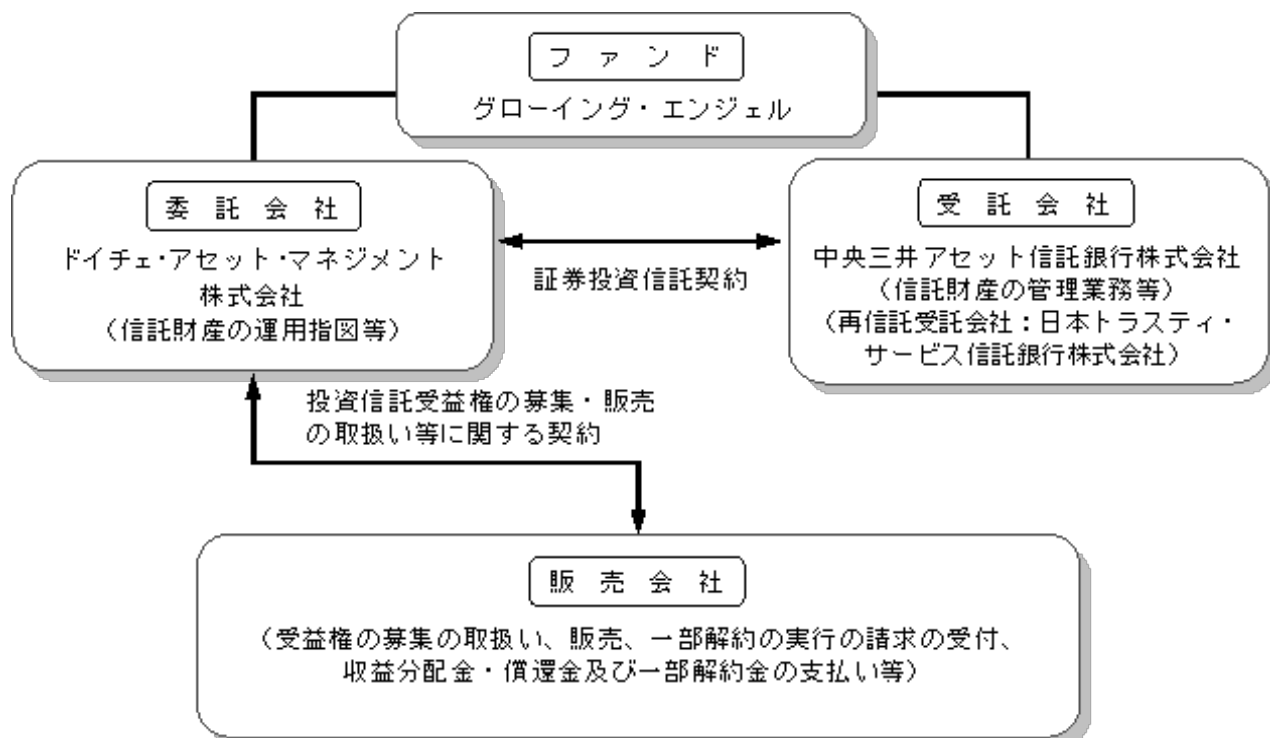 ファンド
グローイング・エンジェル
委託会社
ドイチェ・アセット・マネジメント
株式会社
（信託財産の運用指図等）
証券投資信託契約
受託会社
中央三井アセット信託銀行株式会社
（信託財産の管理業務等）
（再信託受託会社：日本トラスティ・
サービス信託銀行株式会社）
投資信託受益権の募集・販売
の取扱い等に関する契約
販売会社
（受益権の募集の取扱い、販売、一部解約の実行の請求の受付、
収益分配金・償還金及び一部解約金の支払い等）